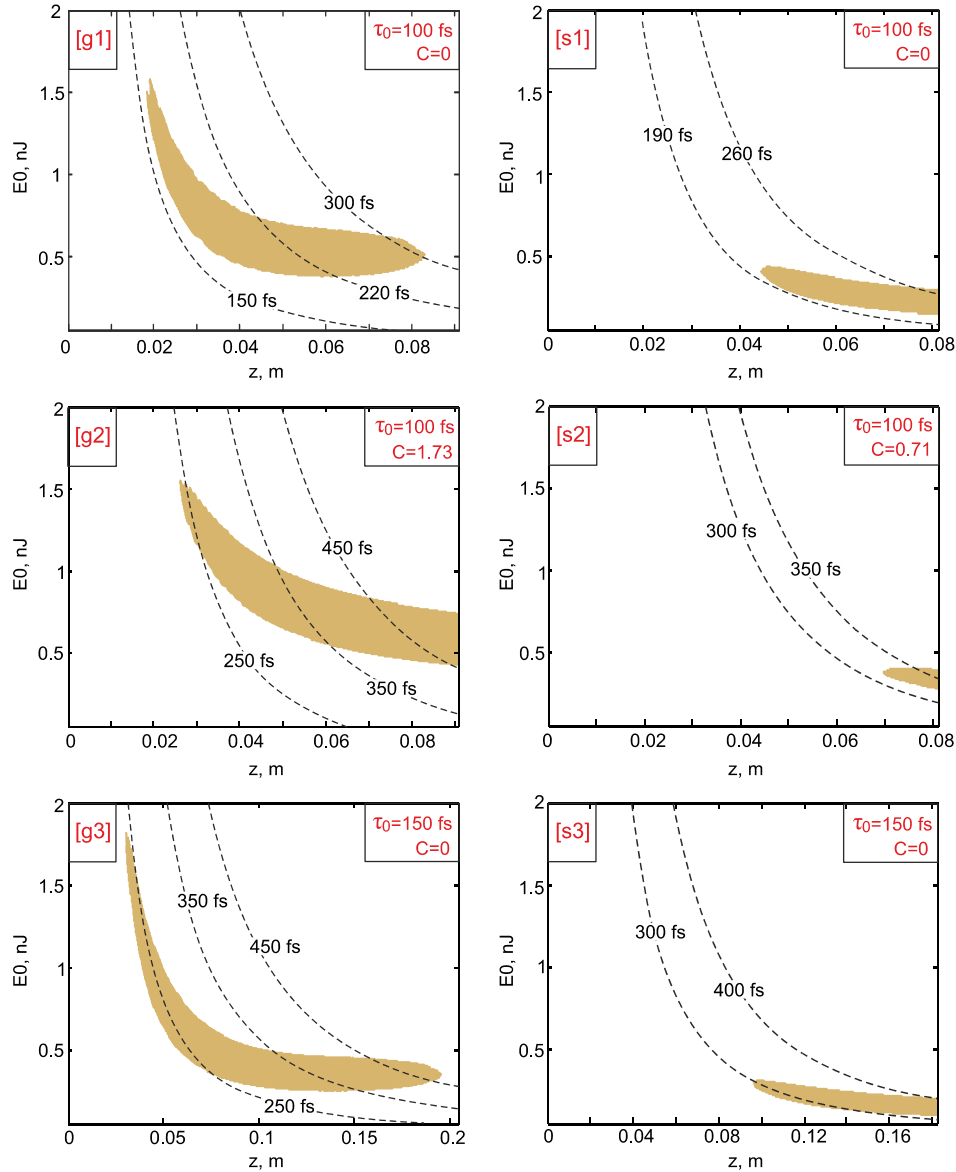 [g1]
τ0=100 fs
C=0
2
1.5
1
0.5
E0, nJ
300 fs
220 fs
150 fs
0
0.02
0.04
0.06
0.08
z, m
[s1]
τ0=100 fs
C=0
2
1.5
1
0.5
E0, nJ
190 fs
260 fs
0
0.02
0.04
0.06
0.08
z, m
[g2]
τ0=100 fs
C=1.73
2
1.5
1
0.5
E0, nJ
450 fs
250 fs
350 fs
0
0.02
0.04
0.06
0.08
z, m
[s2]
τ0=100 fs
C=0.71
2
1.5
1
0.5
E0, nJ
300 fs
350 fs
0
0.02
0.04
0.06
0.08
z, m
[g3]
τ0=150 fs
C=0
2
1.5
1
0.5
E0, nJ
350 fs
450 fs
250 fs
0
0.05
0.1
0.15
0.2
z, m
[s3]
τ0=150 fs
C=0
2
1.5
1
0.5
E0, nJ
300 fs
400 fs
0
0.04
0.08
0.12
0.16
z, m